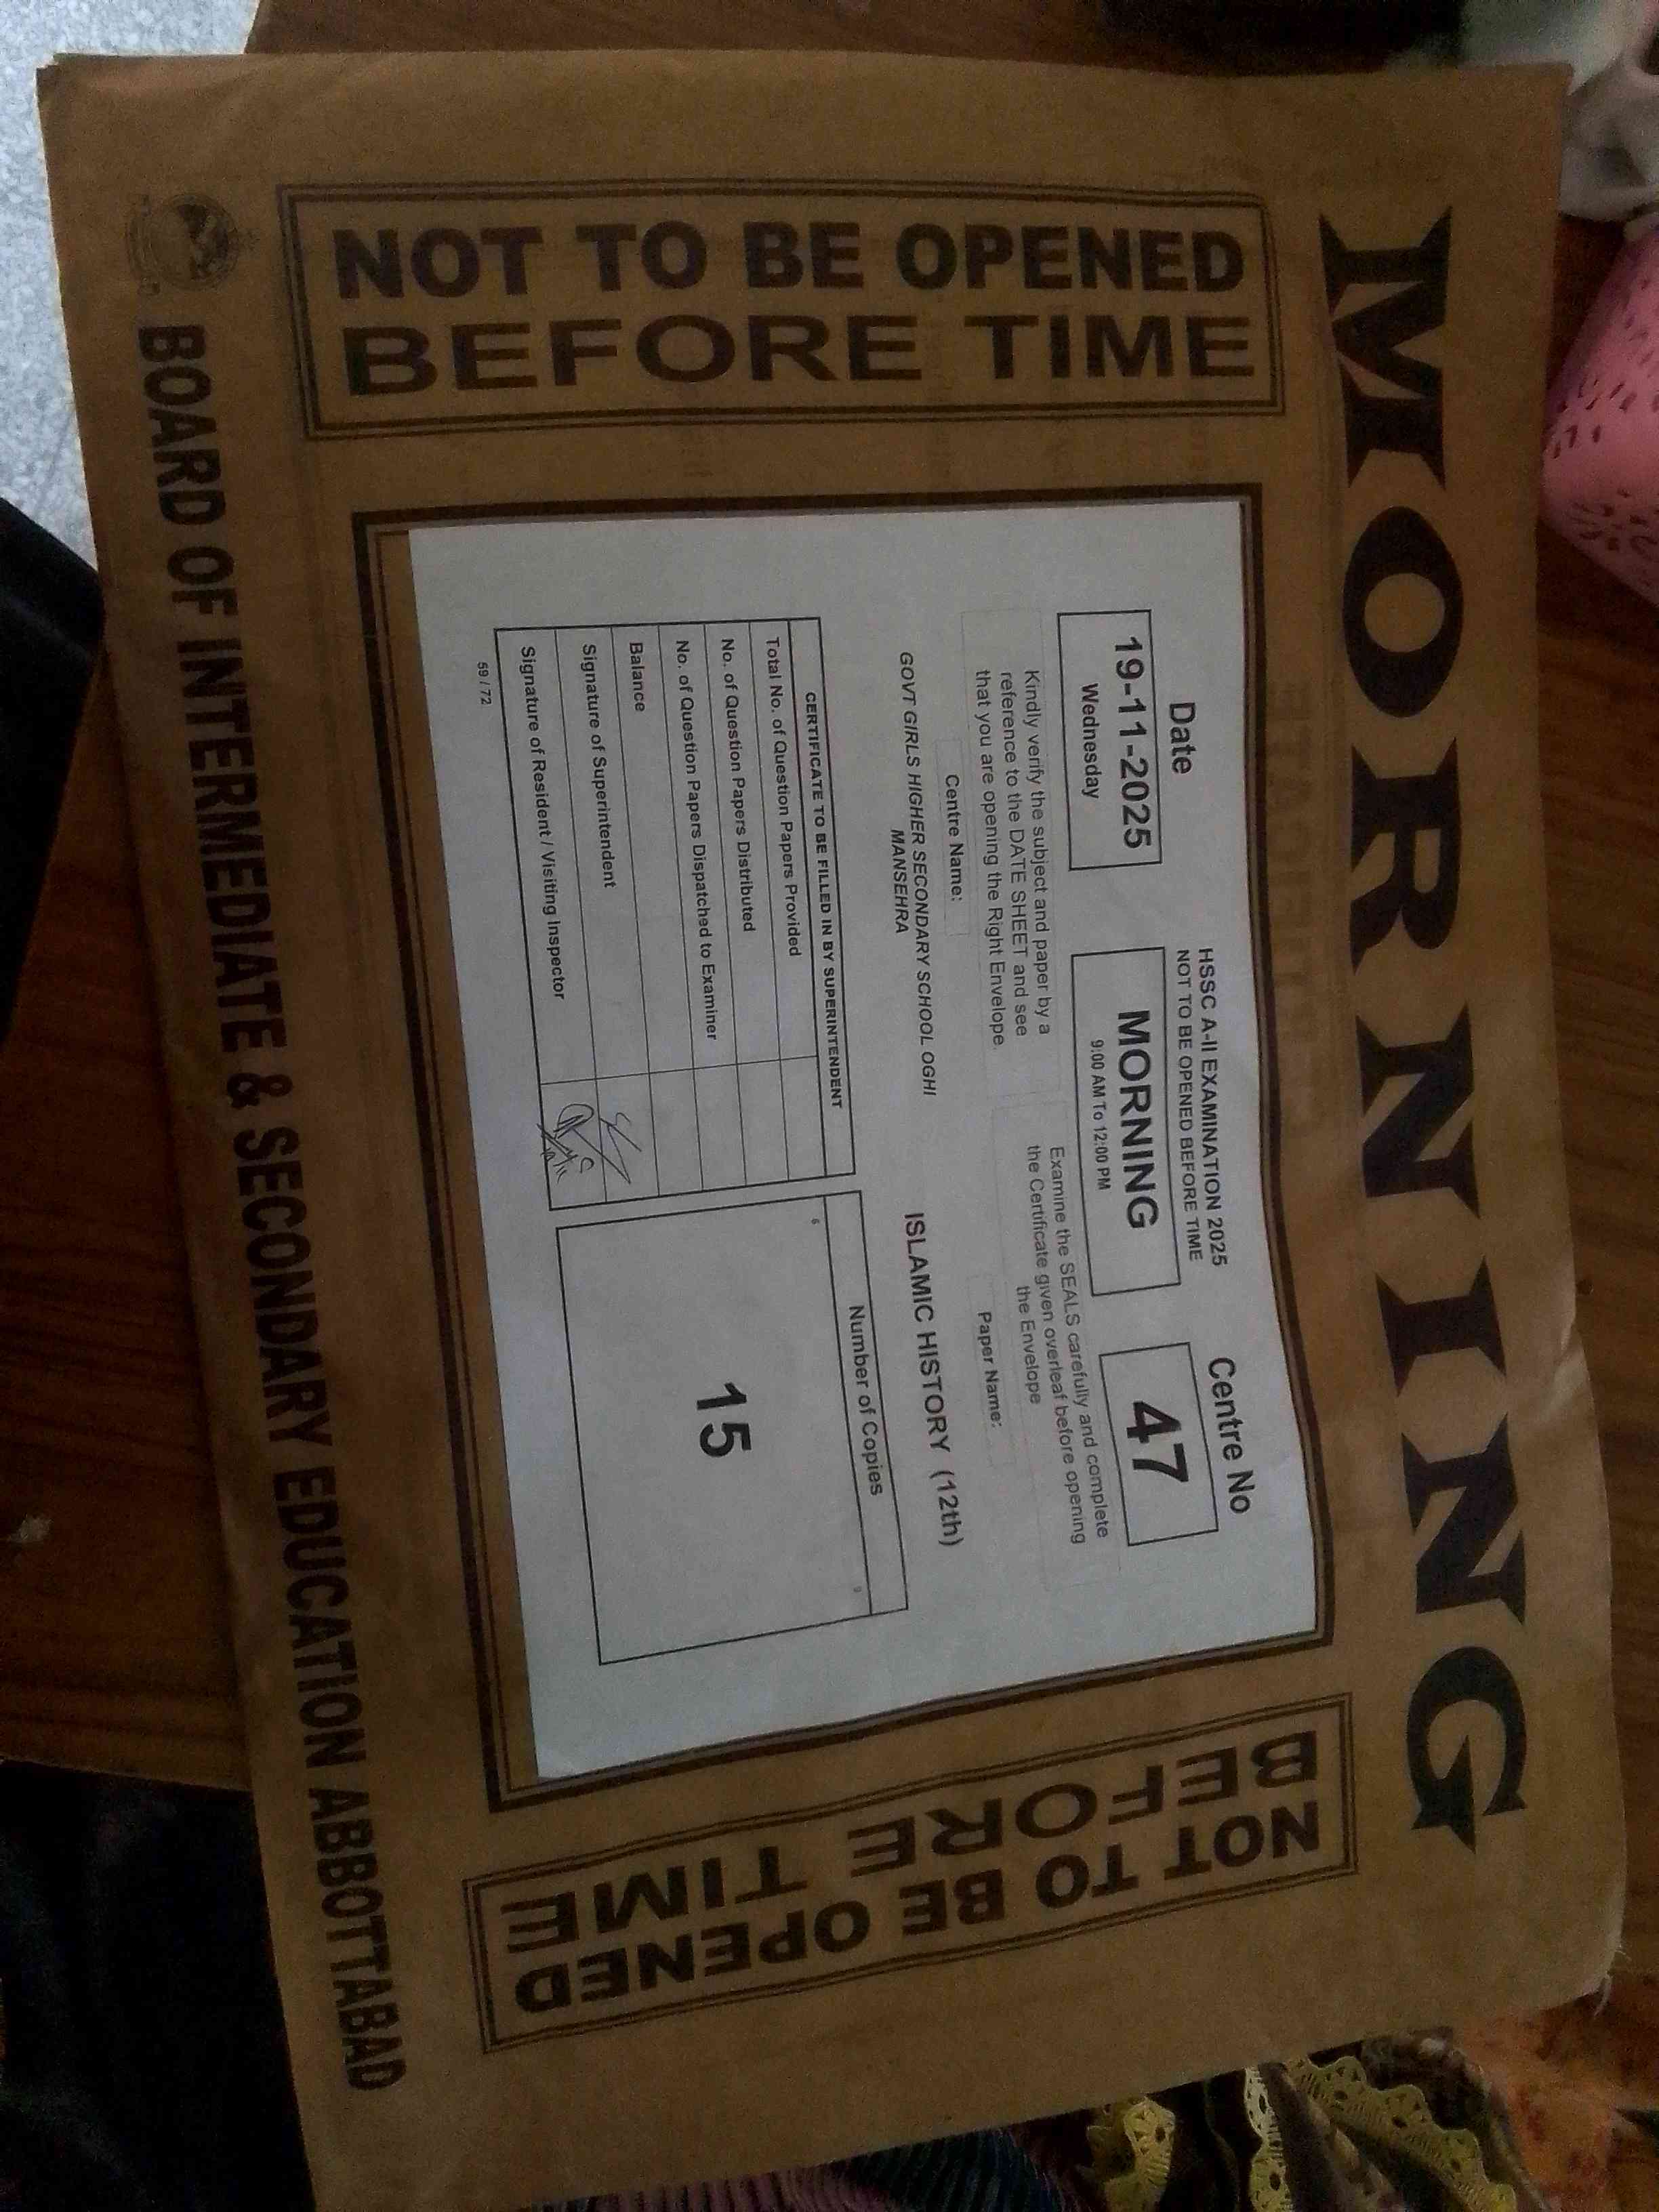 MORNING
NOT TO BE OPENED
BEFORE TIME
Date
19-11-2025
Wednesday
HSSC A-II EXAMINATION 2025
NOT TO BE OPENED BEFORE TIME
MORNING
9:00 AM To 12:00 PM
Centre No
47
Kindly verify the subject and paper by a
reference to the DATE SHEET and see
that you are opening the Right Envelope
Examine the SEALS carefully and complete
the Certificate given overleaf before opening
the Envelope
Centre Name:
GOVT GIRLS HIGHER SECONDARY SCHOOL OGHI
MANSEHRA
Paper Name:
ISLAMIC HISTORY (12th)
CERTIFICATE TO BE FILLED IN BY SUPERINTENDENT
Total No. of Question Papers Provided
No. of Question Papers Distributed
No. of Question Papers Dispatched to Examiner
Balance
Signature of Superintendent
Signature of Resident / Visiting Inspector
Number of Copies
15
59 / 72
NOT TO BE OPENED
BEFORE TIME
BOARD OF INTERMEDIATE & SECONDARY EDUCATION ABBOTTABAD